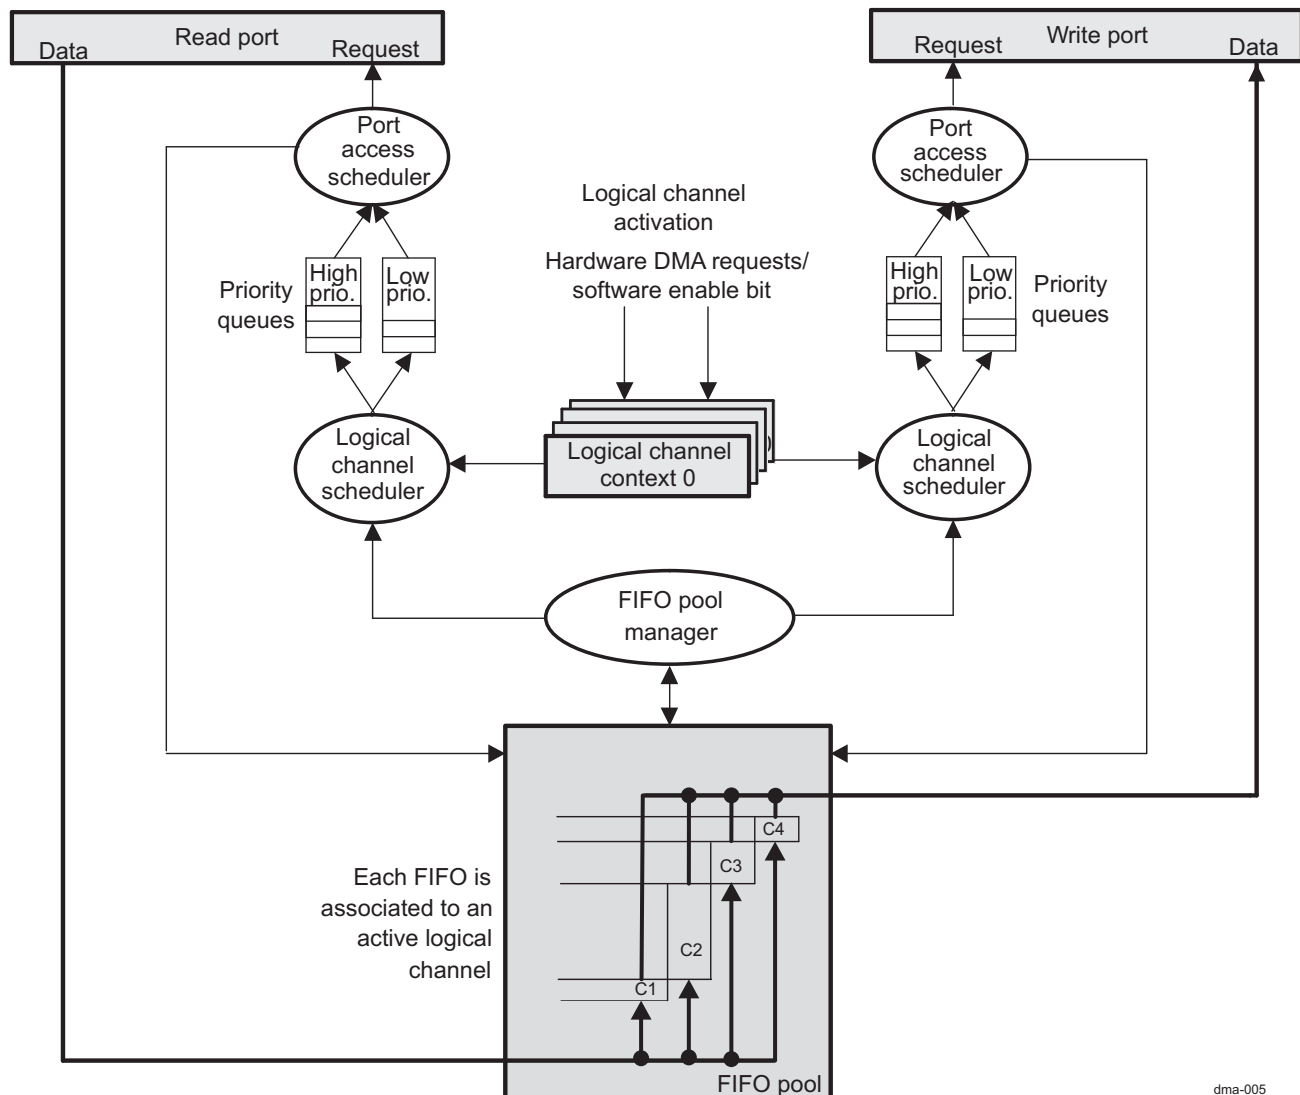 Read port
Write port
Data
Request
Request
Data
Port
access
scheduler
Port
access
scheduler
Logical channel
activation
Hardware DMA requests/
software enable bit
Priority
queues
High
prio.
Low
prio.
High
prio.
Low
prio.
Priority
queues
Logical
channel
scheduler
Logical channel
context 0
)
Logical
channel
scheduler
FIFO pool
manager
C4
C3
C2
C1
Each FIFO is
associated to an
active logical
channel
FIFO pool
dma-005